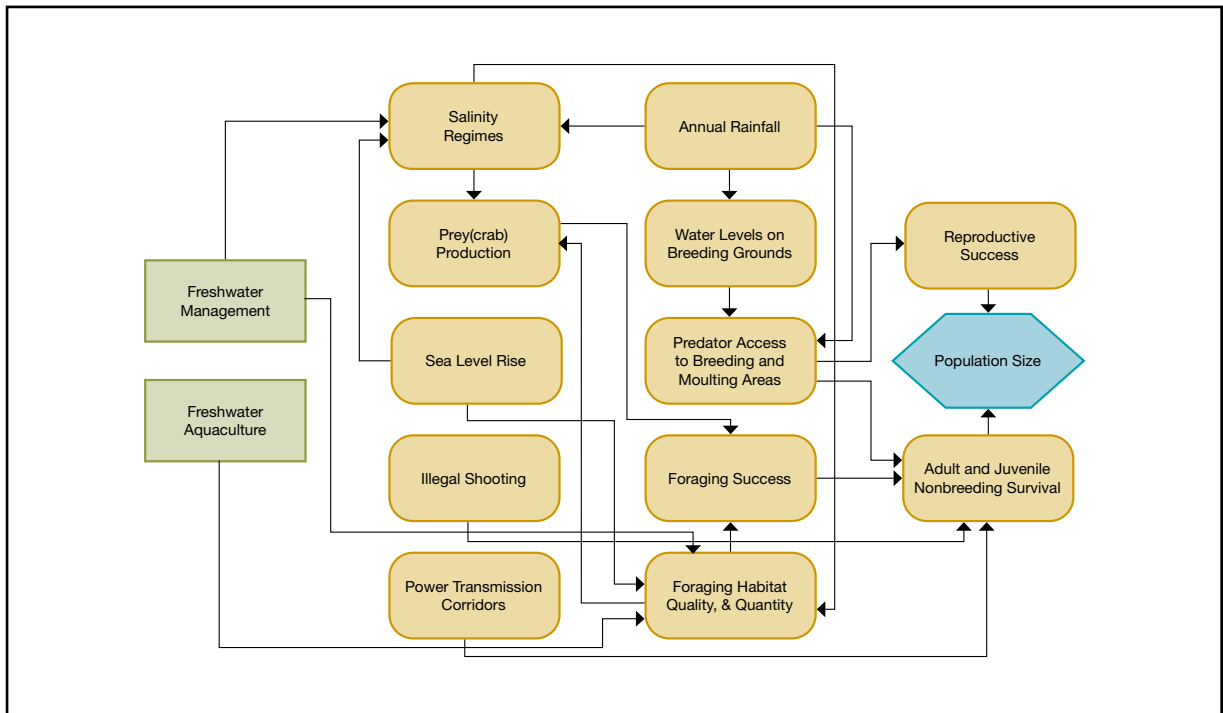 Salinity
Regimes
Annual Rainfall
Prey(crab)
Production
Water Levels on
Breeding Grounds
Reproductive
Success
Freshwater
Management
Sea Level Rise
Predator Access
to Breeding and
Moulting Areas
Population Size
Freshwater
Aquaculture
Illegal Shooting
Foraging Success
Adult and Juvenile
Nonbreeding Survival
Power Transmission
Corridors
Foraging Habitat
Quality, & Quantity